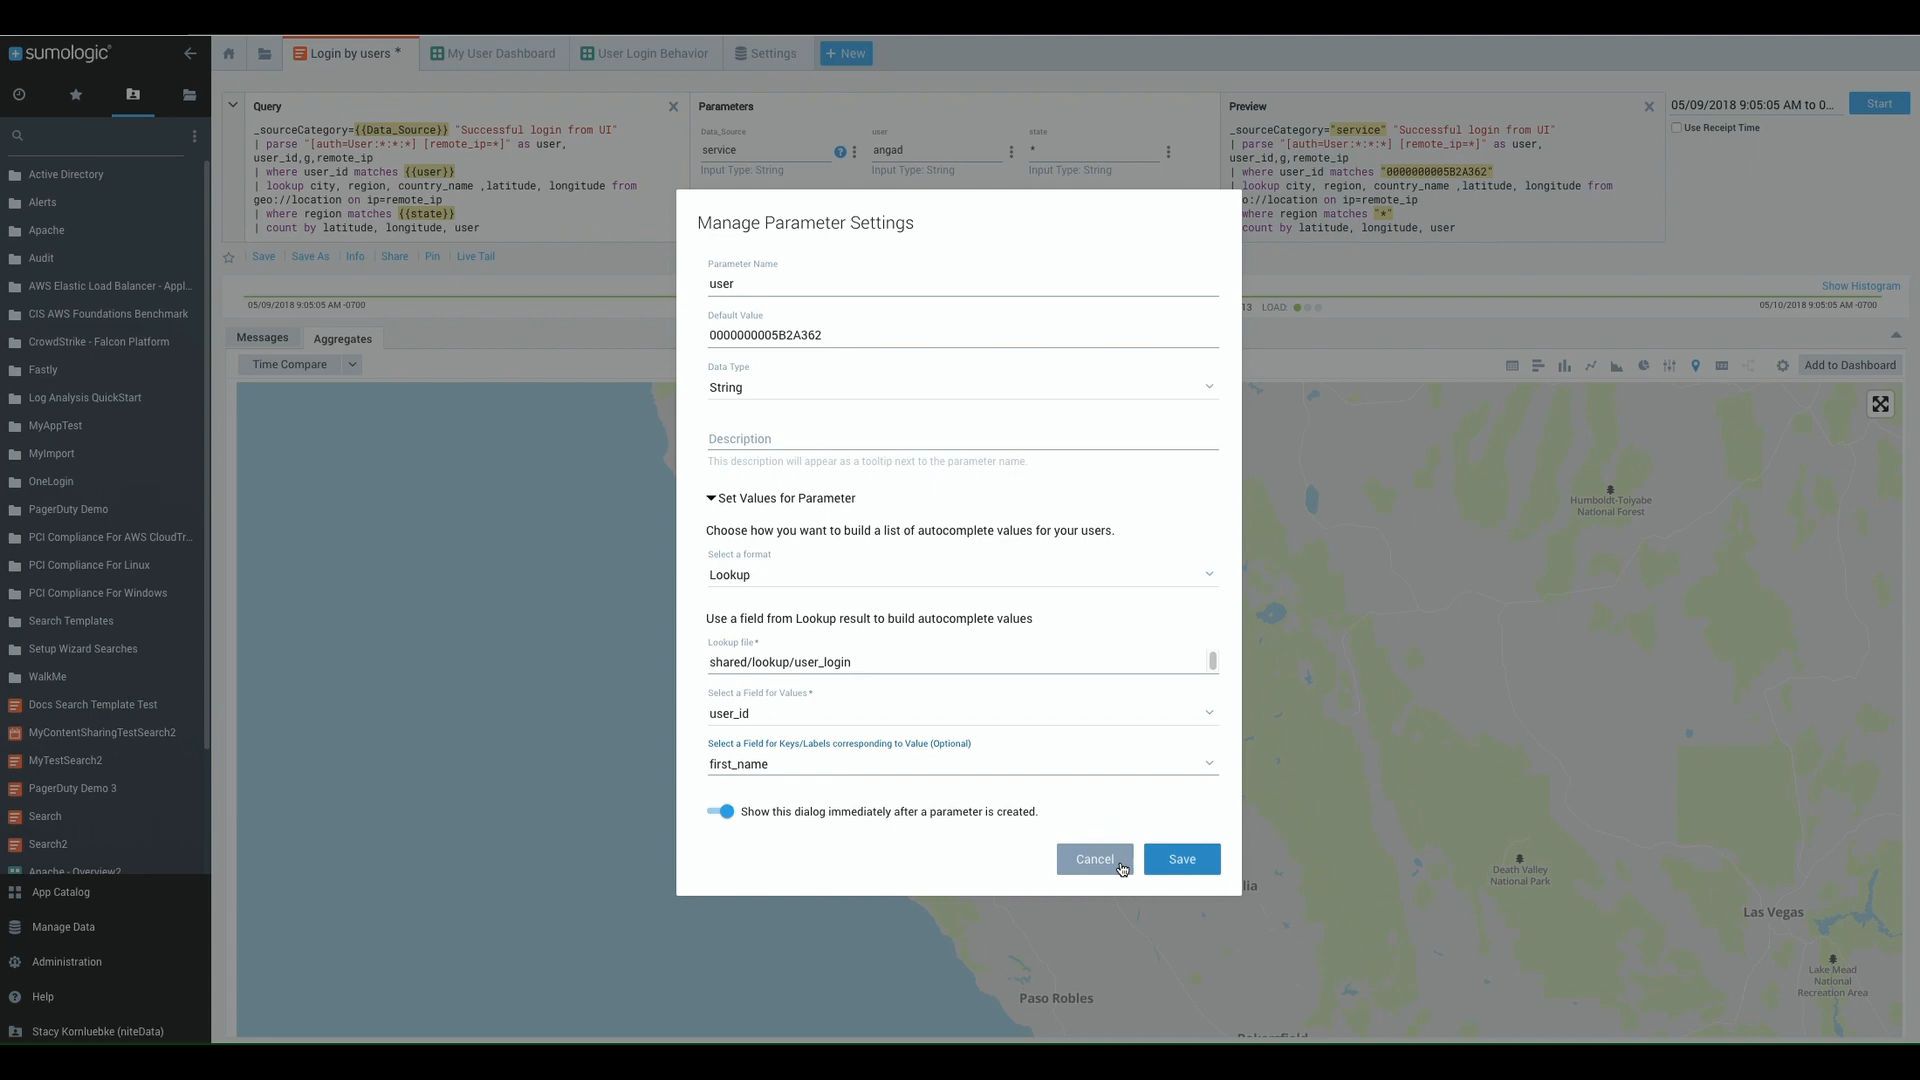 sumologic
Login by users *
My User Dashboard
User Login Behavior
Settings
+ New
Query
_sourceCategory={{Data_Source}} "Successful login from UI"
| parse "[auth=User:*:*:*] [remote_ip=*]" as user,
user_id,g,remote_ip
| where user_id matches {{user}}
| lookup city, region, country_name ,latitude, longitude from
geo://location on ip=remote_ip
| where region matches {{state}}
| count by latitude, longitude, user
Parameters
Data_Source
service
Input Type: String
user
angad
Input Type: String
state
*
Input Type: String
Preview
_sourceCategory="service" "Successful login from UI"
| parse "[auth=User:*:*:*] [remote_ip=*]" as user,
user_id,g,remote_ip
| where user_id matches "0000000005B2A362"
| lookup city, region, country_name ,latitude, longitude from
geo://location on ip=remote_ip
where region matches "*"
count by latitude, longitude, user
05/09/2018 9:05:05 AM to 0...
Start
Use Receipt Time
Save
Save As
Info
Share
Pin
Live Tail
Show Histogram
05/09/2018 9:05:05 AM -0700
13 LOAD:
05/10/2018 9:05:05 AM -0700
Messages
Aggregates
Time Compare
Add to Dashboard
Active Directory
Alerts
Apache
Audit
AWS Elastic Load Balancer - Appl...
CIS AWS Foundations Benchmark
CrowdStrike - Falcon Platform
Fastly
Log Analysis QuickStart
MyAppTest
MyImport
OneLogin
PagerDuty Demo
PCI Compliance For AWS CloudTr...
PCI Compliance For Linux
PCI Compliance For Windows
Search Templates
Setup Wizard Searches
WalkMe
Docs Search Template Test
MyContentSharingTestSearch2
MyTestSearch2
PagerDuty Demo 3
Search
Search2
Apache - Overview2
App Catalog
Manage Data
Administration
Help
Stacy Kornluebke (niteData)
Manage Parameter Settings
Parameter Name
user
Default Value
0000000005B2A362
Data Type
String
Description
This description will appear as a tooltip next to the parameter name.
Set Values for Parameter
Choose how you want to build a list of autocomplete values for your users.
Select a format
Lookup
Use a field from Lookup result to build autocomplete values
Lookup file*
shared/lookup/user_login
Select a Field for Values*
user_id
Select a Field for Keys/Labels corresponding to Value (Optional)
first_name
Show this dialog immediately after a parameter is created.
Cancel
Save
Humboldt-Toiyabe
National Forest
Death Valley
National Park
lia
Las Vegas
Lake Mead
National
Recreation Area
Paso Robles